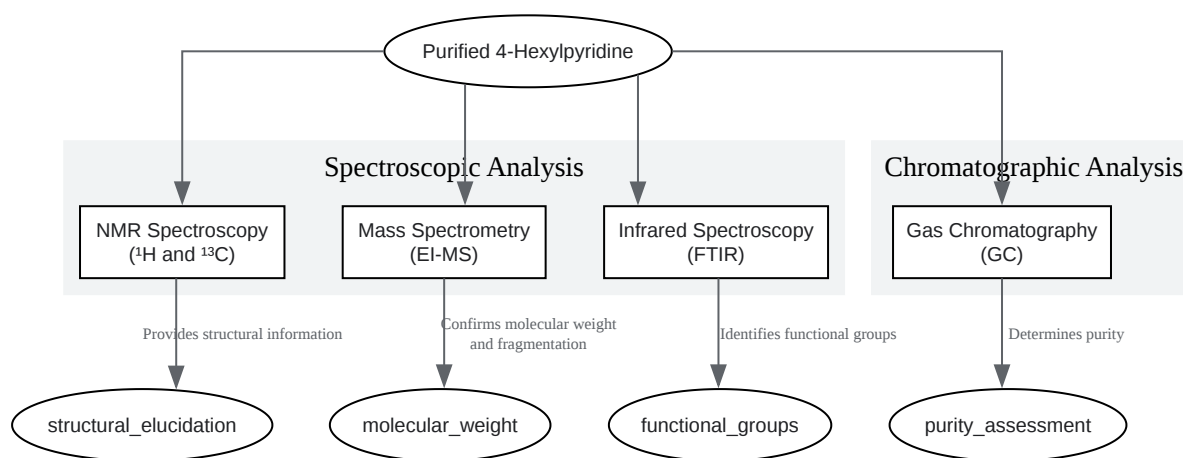 Purified 4-Hexylpyridine
Spectroscopic Analysis
Chromatographic Analysis
NMR Spectroscopy
(¹H and ¹³C)
Mass Spectrometry
(EI-MS)
Infrared Spectroscopy
(FTIR)
Gas Chromatography
(GC)
Provides structural information
Confirms molecular weight
and fragmentation
Identifies functional groups
Determines purity
structural_elucidation
molecular_weight
functional_groups
purity_assessment